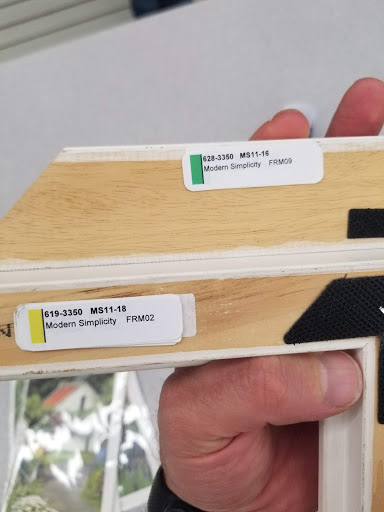 628-3350 MS11-16
Modern Simplicity FRM09
619-3350 MS11-18
Modern Simplicity FRM02